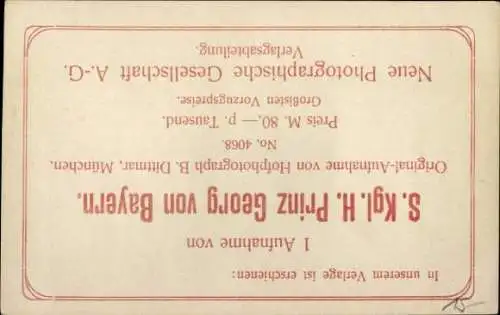 In unserem Verlage ist erschienen:
1 Aufnahme von
S. Kgl. H. Prinz Georg von Bayern.
Original-Aufnahme von Hofphotograph B. Dittmar, München.
No. 4068.
Preis M. 80,— p. Tausend.
Großisten Vorzugspreise.
Neue Photographische Gesellschaft A.-G.
Verlagsabteilung.
15